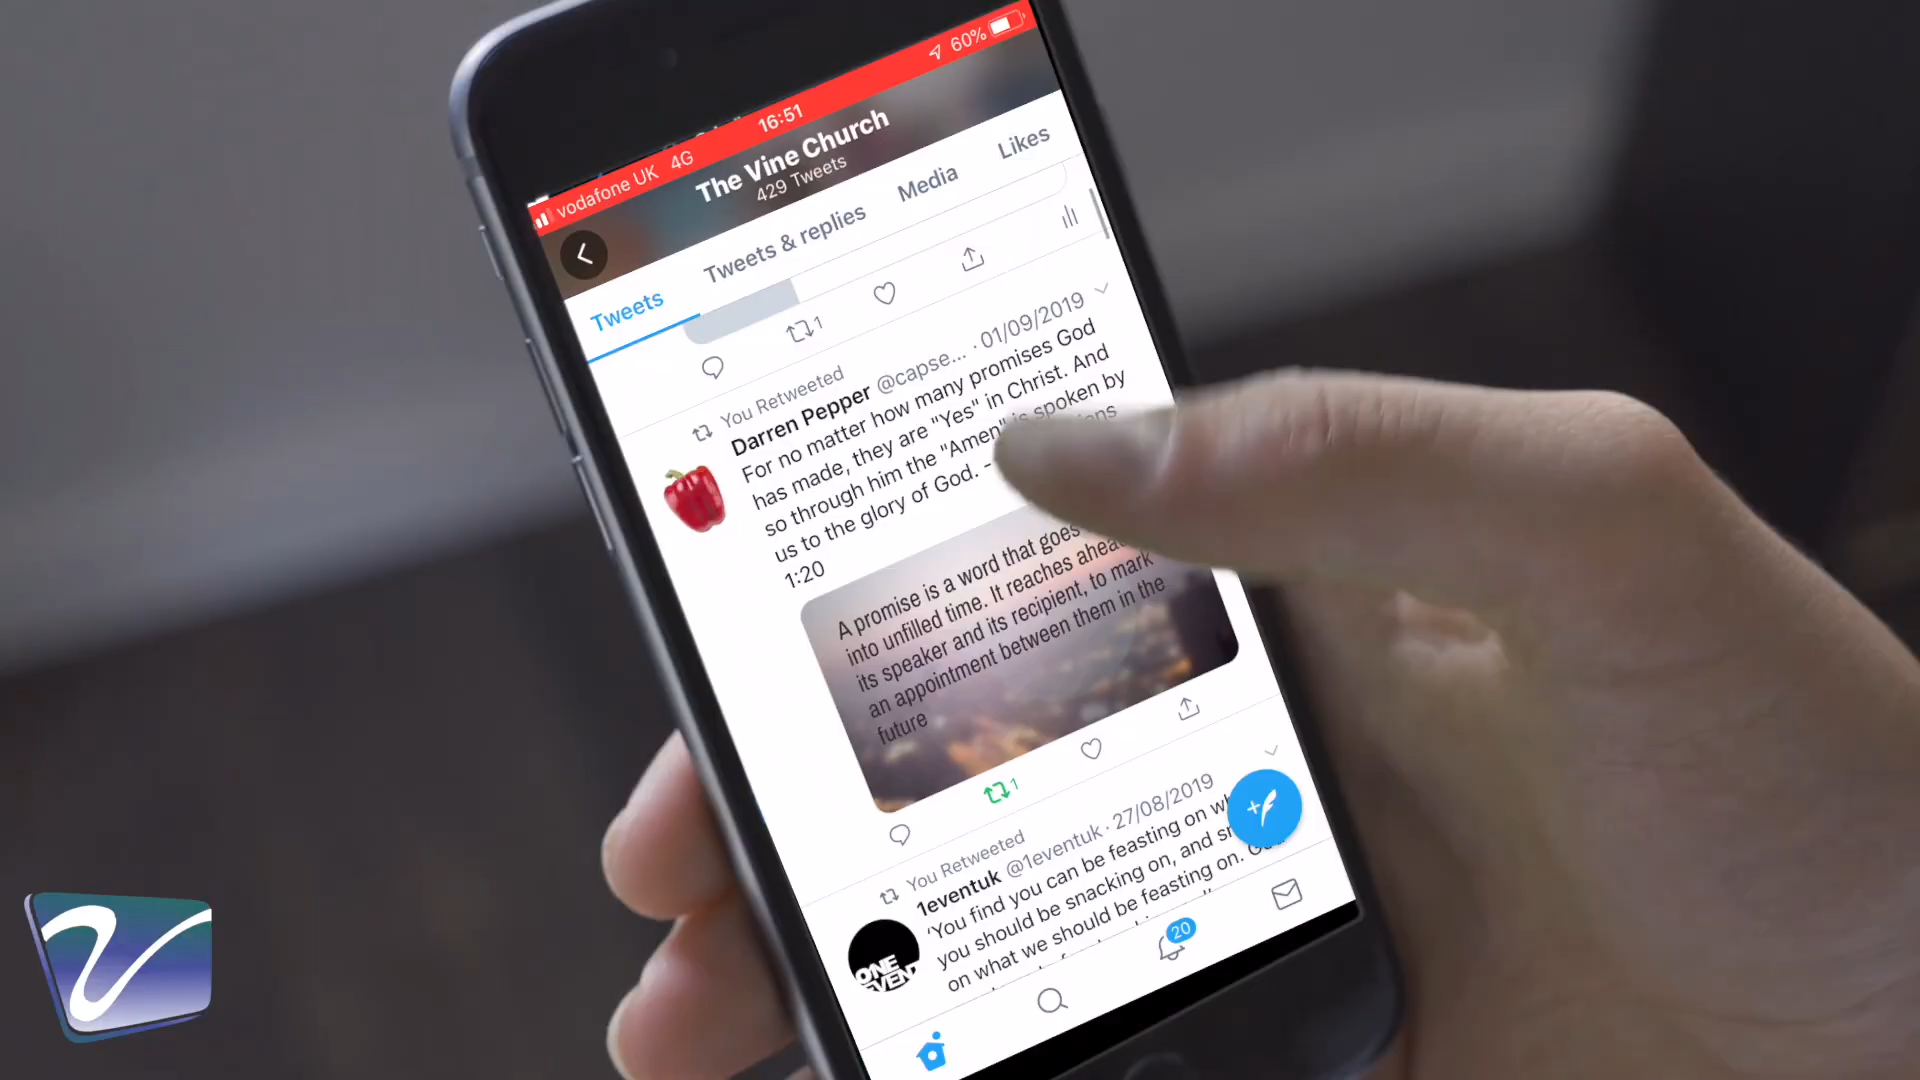 vodafone UK 4G 16:51 60%
The Vine Church
429 Tweets
Tweets Tweets & replies Media Likes
1
You Retweeted
Darren Pepper @capse... · 01/09/2019
For no matter how many promises God
has made, they are "Yes" in Christ. And
so through him the "Amen" is spoken by
us to the glory of God. -
1:20
A promise is a word that goes
into unfilled time. It reaches ahead
its speaker and its recipient, to mark
an appointment between them in the
future
1
You Retweeted
1eventuk @1eventuk · 27/08/2019
'You find you can be feasting on
you should be snacking on, and
on what we should be feasting on.
ONE
EVENT
20